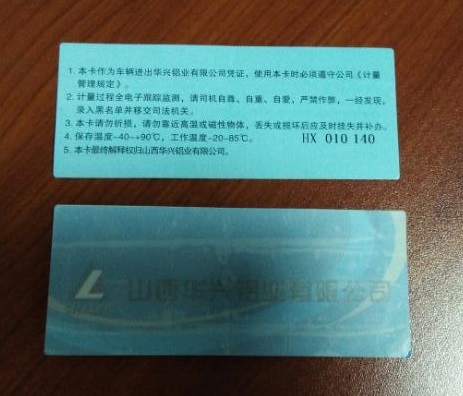 1. 本卡作为车辆进出华兴铝业有限公司凭证，使用本卡时必须遵守公司《计量
管理规定》。
2. 计量过程全电子跟踪监测，请司机自尊、自重、自爱，严禁作弊，一经发现，
录入黑名单并移交司法机关。
3. 本卡请勿折损，请勿靠近高温或磁性物体，丢失或损坏后应及时挂失并补办。
4. 保存温度-40~+90℃，工作温度-20-85℃。
HX 010 140
5. 本卡最终解释权归山西华兴铝业有限公司。
山西华兴铝业有限公司